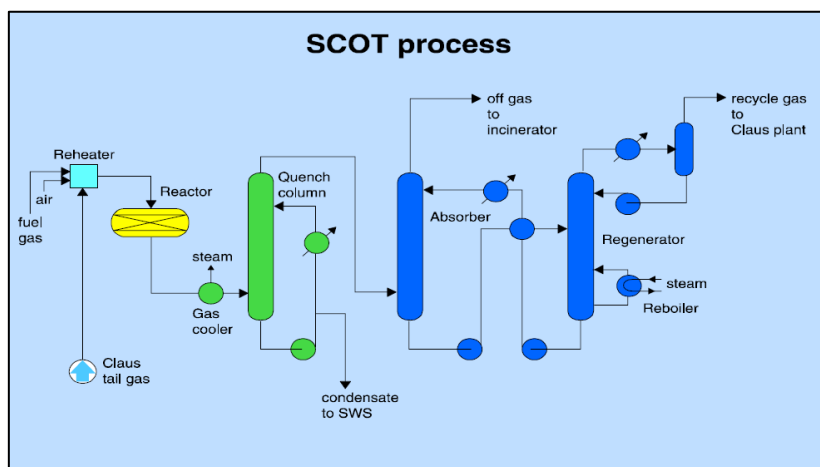 SCOT process
off gas
to
incinerator
recycle gas
to
Claus plant
Reheater
air
fuel
gas
Reactor
Quench
column
steam
Gas
cooler
Absorber
Regenerator
steam
Reboiler
Claus
tail gas
condensate
to SWS